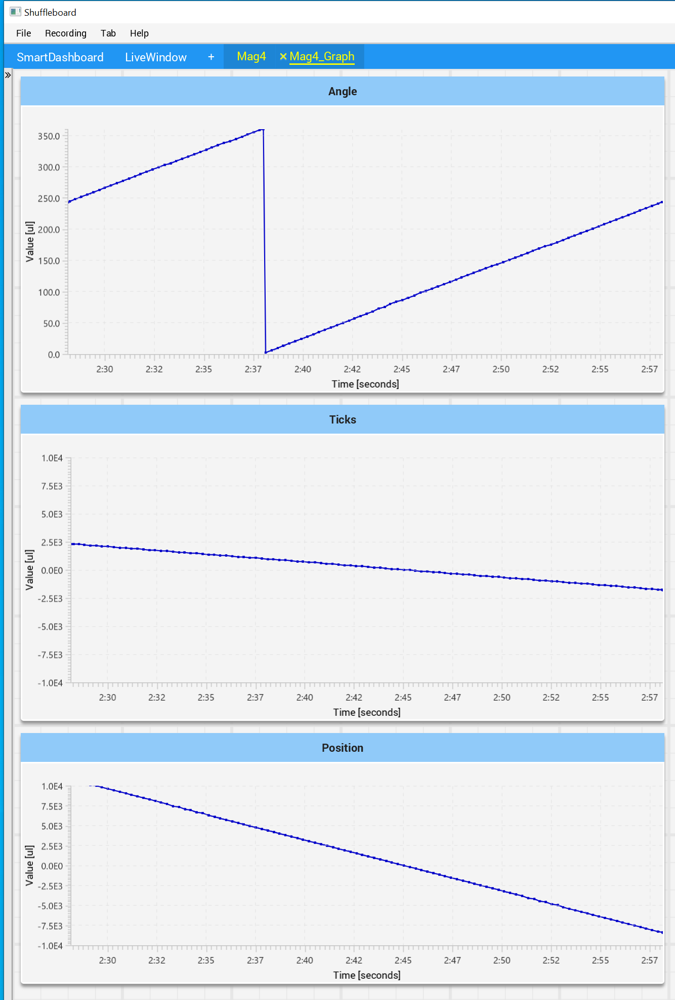 Shuffleboard
File Recording Tab Help
SmartDashboard LiveWindow + Mag4 × Mag4_Graph
»
Angle
350.0
300.0
250.0
200.0
150.0
100.0
50.0
0.0
Value [ul]
2:30 2:32 2:35 2:37 2:40 2:42 2:45 2:47 2:50 2:52 2:55 2:57
Time [seconds]
Ticks
1.0E4
7.5E3
5.0E3
2.5E3
0.0E0
-2.5E3
-5.0E3
-7.5E3
-1.0E4
Value [ul]
2:30 2:32 2:35 2:37 2:40 2:42 2:45 2:47 2:50 2:52 2:55 2:57
Time [seconds]
Position
1.0E4
7.5E3
5.0E3
2.5E3
0.0E0
-2.5E3
-5.0E3
-7.5E3
-1.0E4
Value [ul]
2:30 2:32 2:35 2:37 2:40 2:42 2:45 2:47 2:50 2:52 2:55 2:57
Time [seconds]